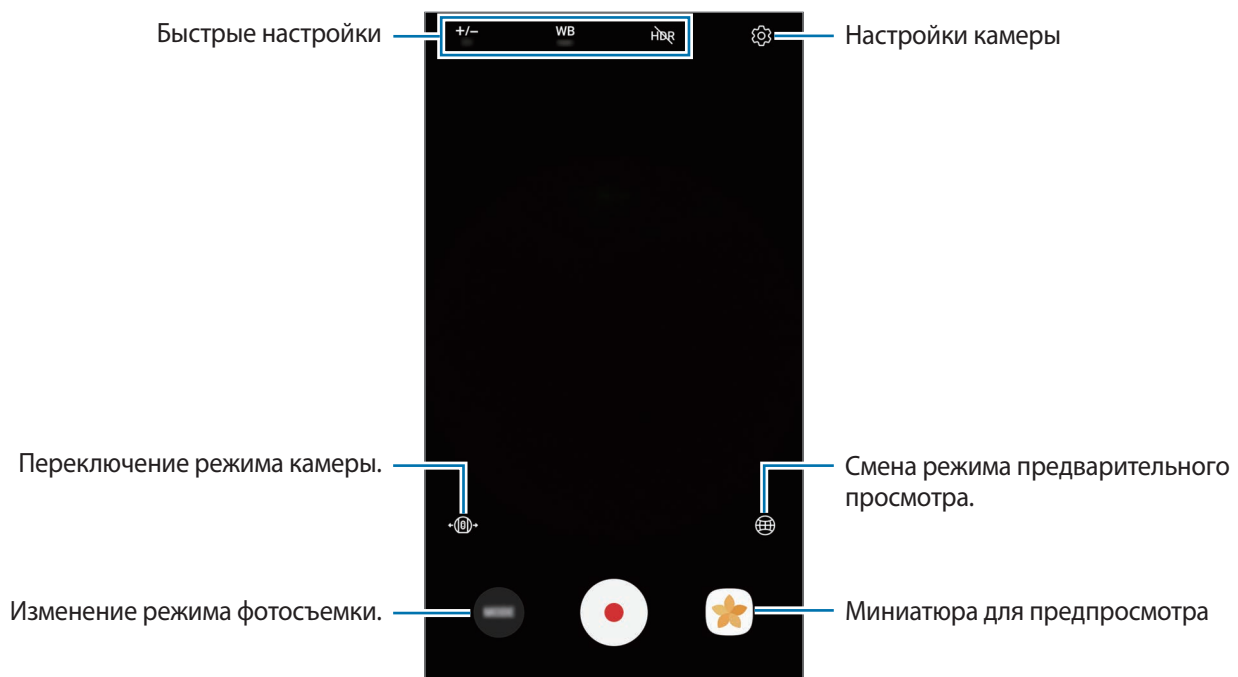 Быстрые настройки
+/−
WB
HDR
Настройки камеры
Переключение режима камеры.
Смена режима предварительного
просмотра.
Изменение режима фотосъемки.
Миниатюра для предпросмотра